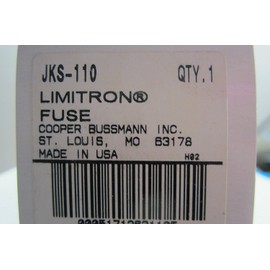 JKS-110 QTY.1
LIMITRON®
FUSE
COOPER BUSSMANN INC.
ST. LOUIS, MO 63178
MADE IN USA H02